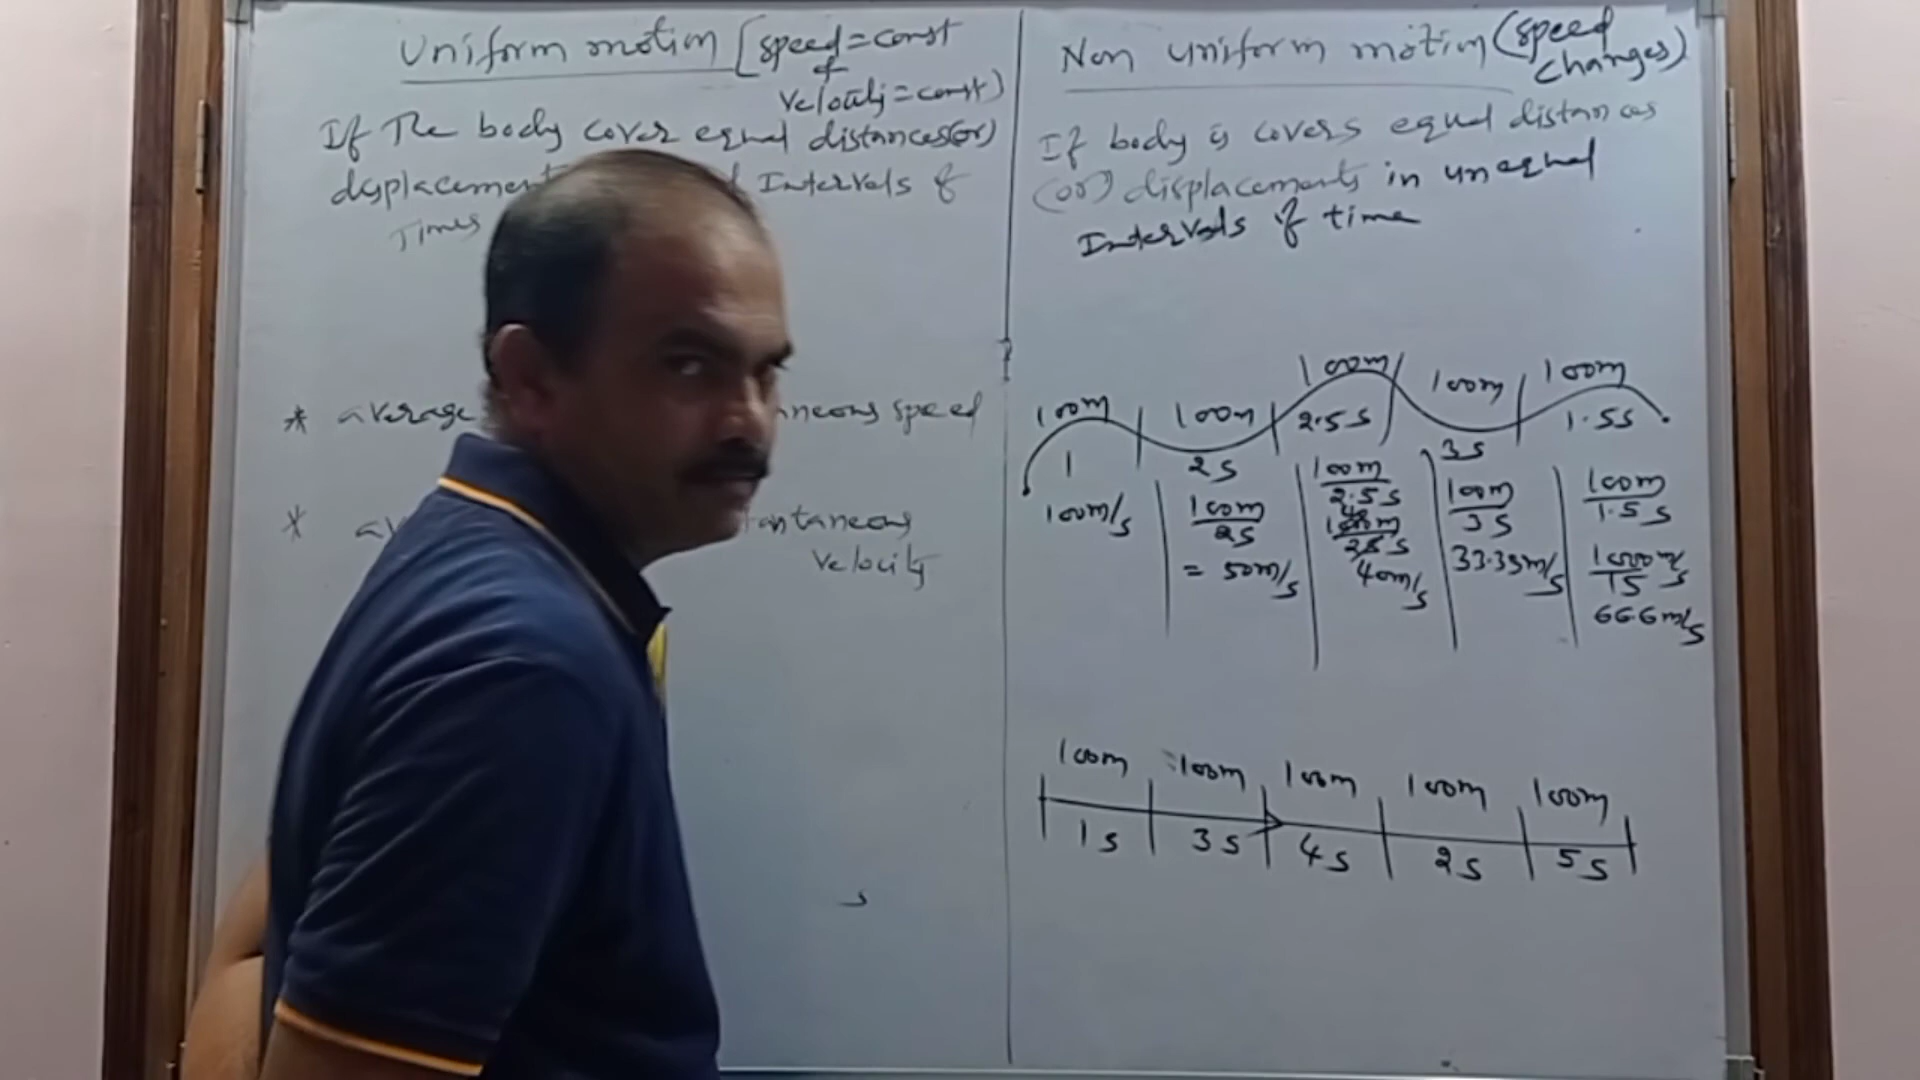 Uniform motion [speed=const
&
velocity=const)
If The body cover equal distances(or)
Intervals of
Times
* average
speed
*
velocity
Non uniform motion (speed
changes)
If body is covers equal distances
(or) displacements in unequal
Intervals of time
100m 100m 100m 100m 100m
1 2s 2.5s 3s 1.5s
100m/s
100m
2s
= 50m/s
100m
2.5s
40m/s
100m
3s
33.33m/s
100m
1.5s
1000m/s
15
66.6m/s
100m 100m 100m 100m 100m
1s 3s 4s 2s 5s